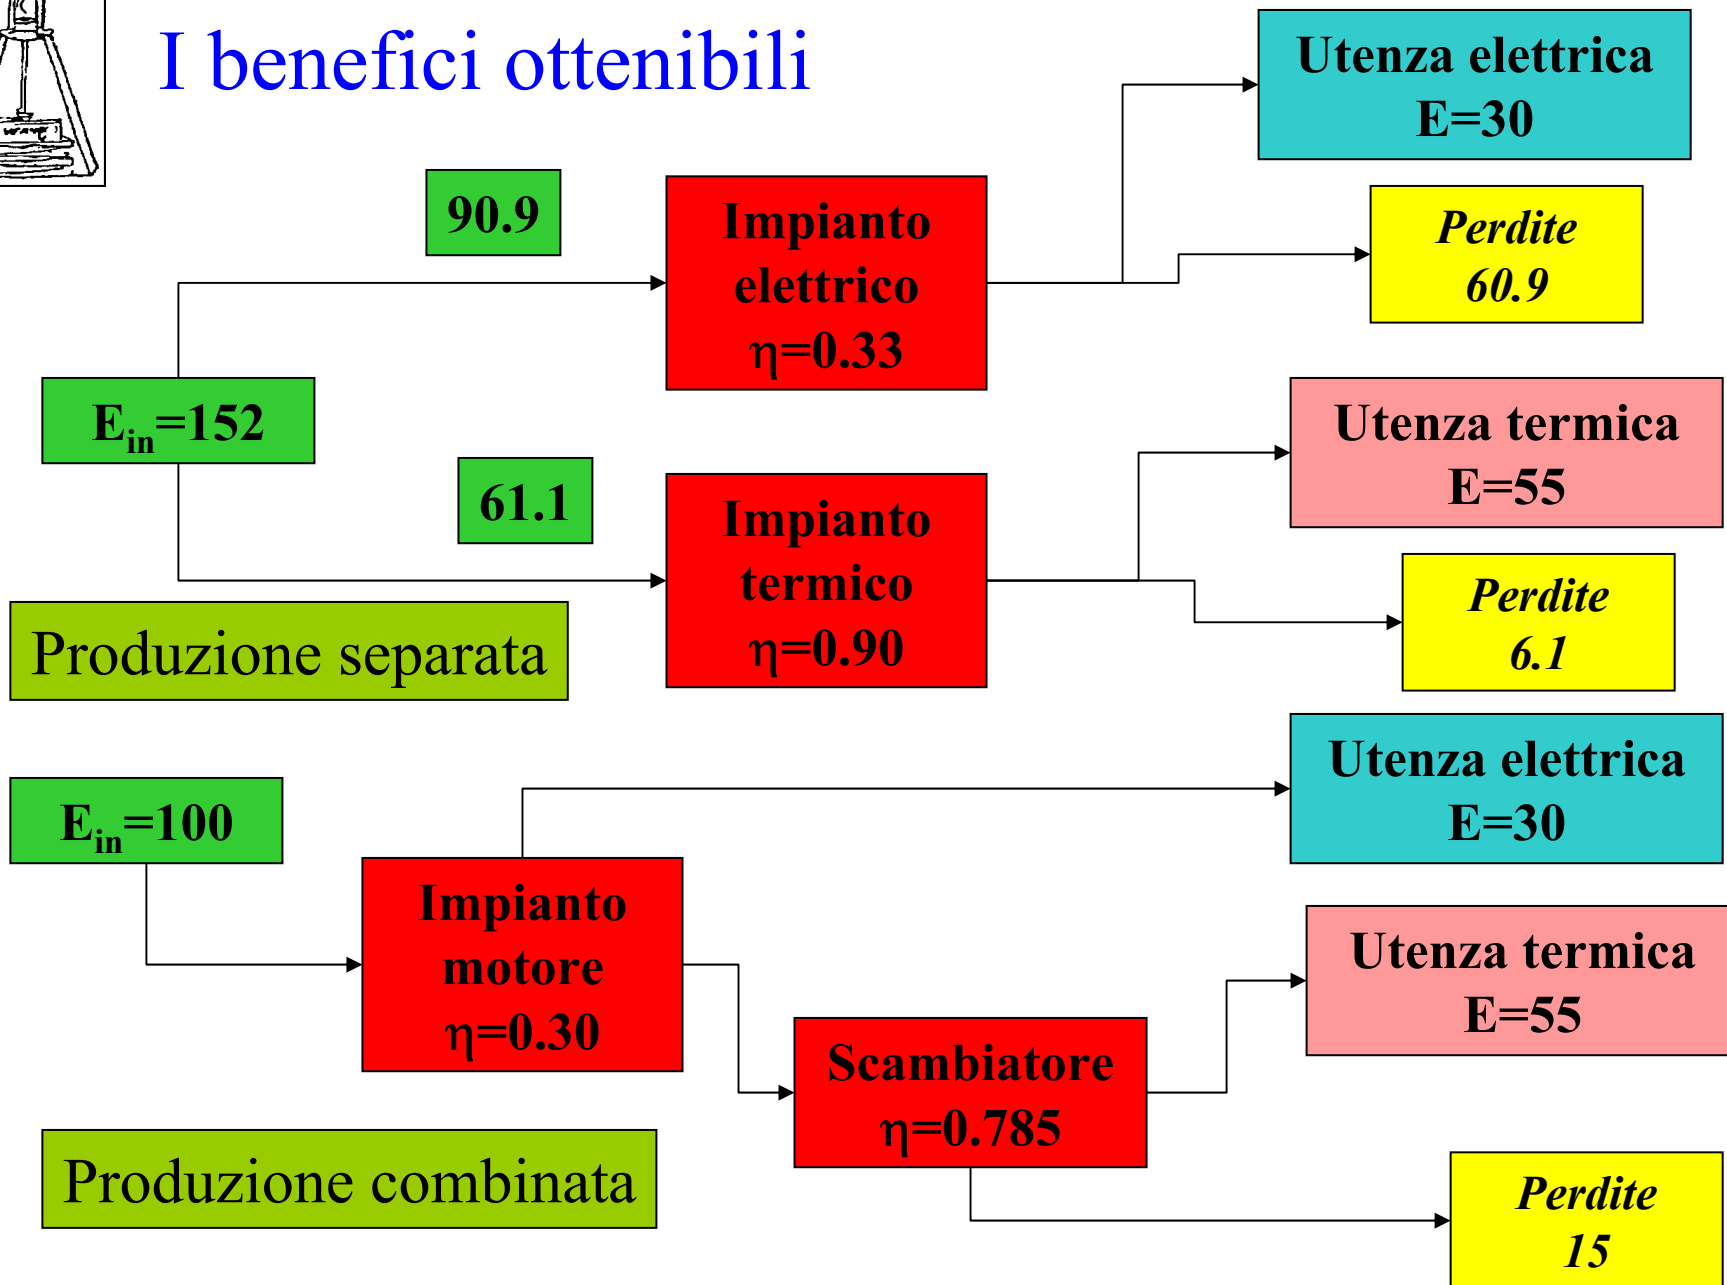 I benefici ottenibili
Utenza elettrica
E=30
90.9
Impianto
elettrico
η=0.33
Perdite
60.9
E_in=152
Utenza termica
E=55
61.1
Impianto
termico
η=0.90
Perdite
6.1
Produzione separata
Utenza elettrica
E=30
E_in=100
Impianto
motore
η=0.30
Utenza termica
E=55
Scambiatore
η=0.785
Produzione combinata
Perdite
15